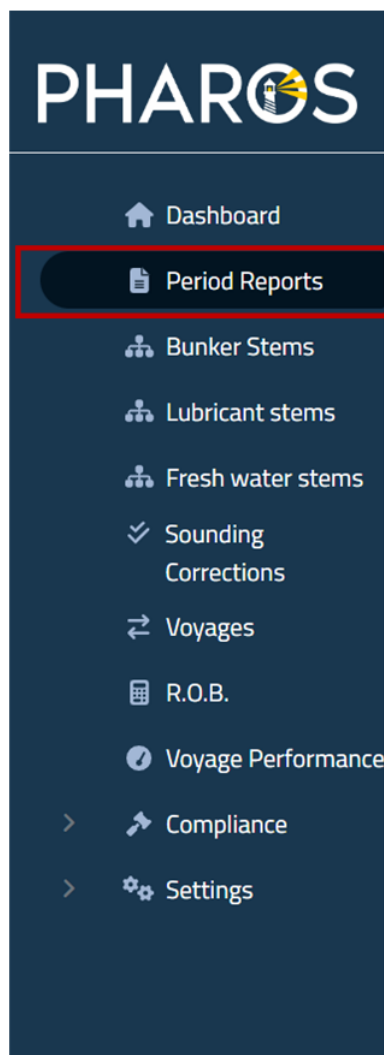 PHAROS
Dashboard
Period Reports
Bunker Stems
Lubricant stems
Fresh water stems
Sounding
Corrections
Voyages
R.O.B.
Voyage Performance
Compliance
Settings